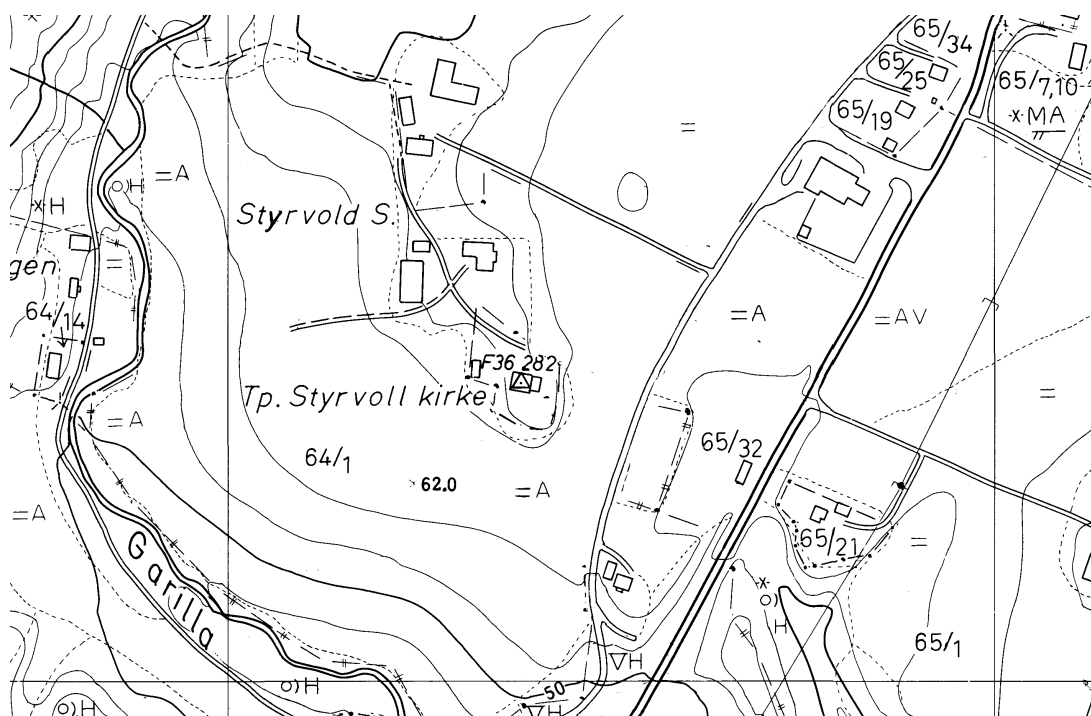 65/34
65/25
65/7,10
65/19
MA
=A
H
H
Styrvold S.
gen
64/14
=A
=AV
F36 282
Tp. Styrvoll kirke
=A
65/32
64/1
62.0
=A
=A
65/21
Garilla
H
65/1
H
H
50
H
H